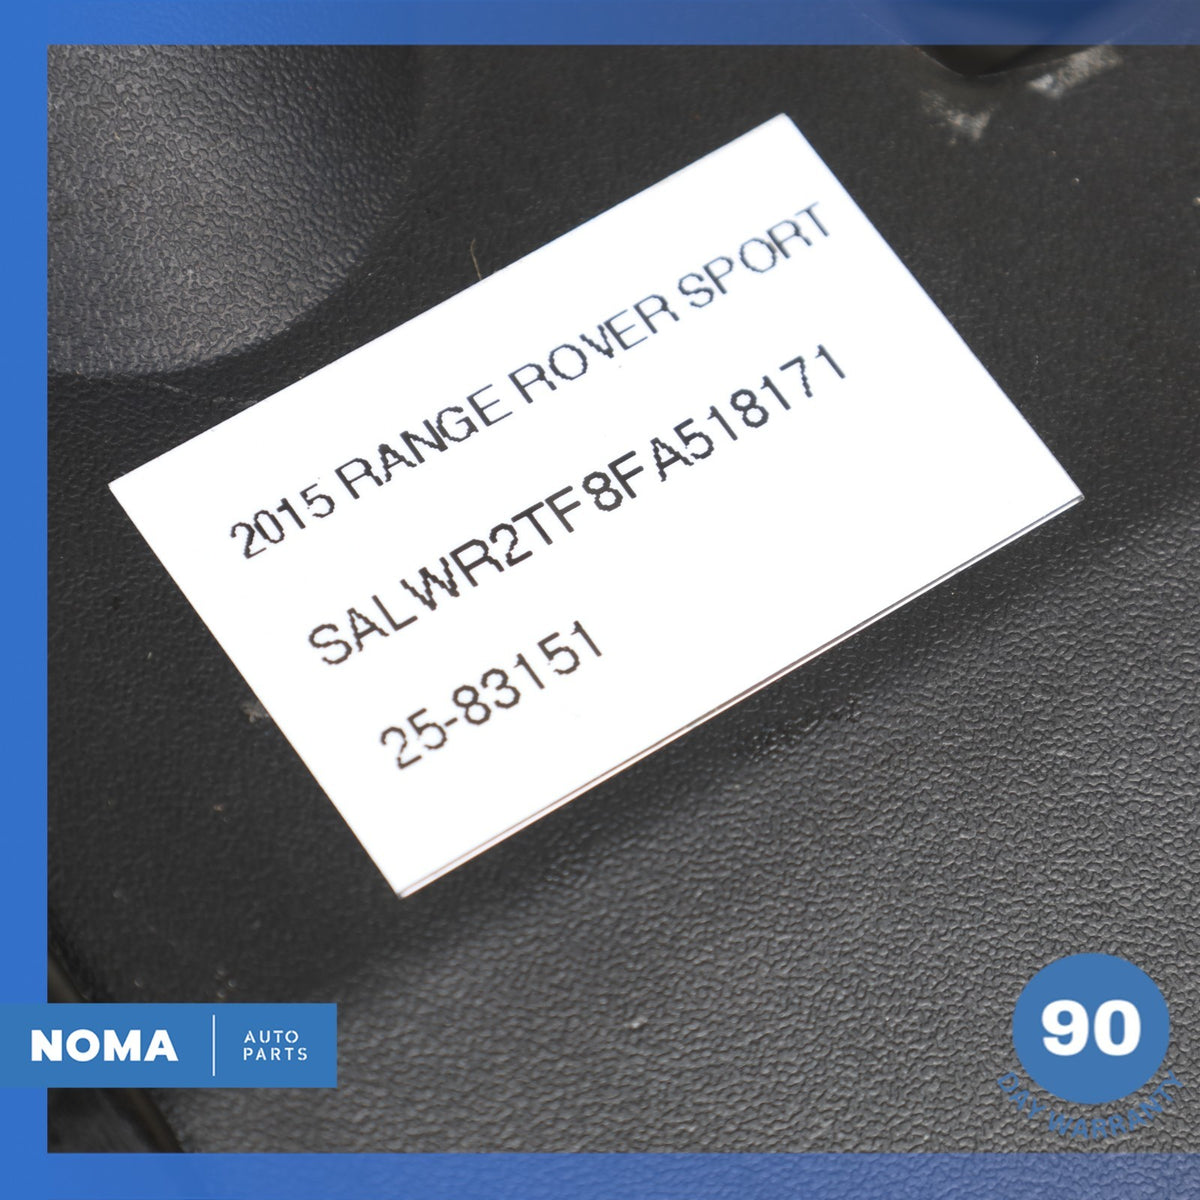 2015 RANGE ROVER SPORT
SALWR2TF8FA518171
25-83151
NOMA
AUTO
PARTS
90
DAY WARRANTY